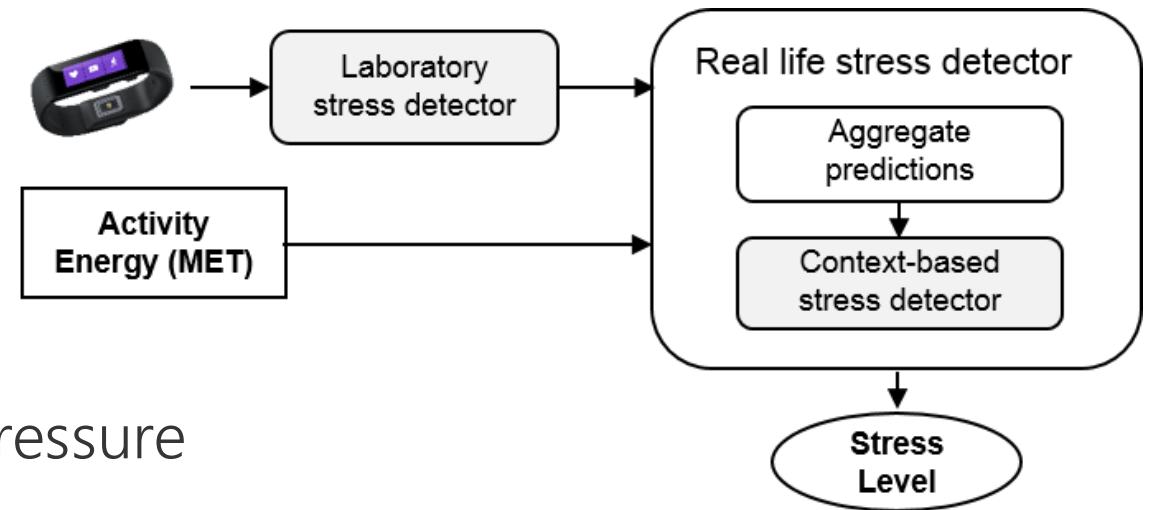 Laboratory
stress detector
Real life stress detector
Aggregate
predictions
Activity
Energy (MET)
Context-based
stress detector
ressure
Stress
Level